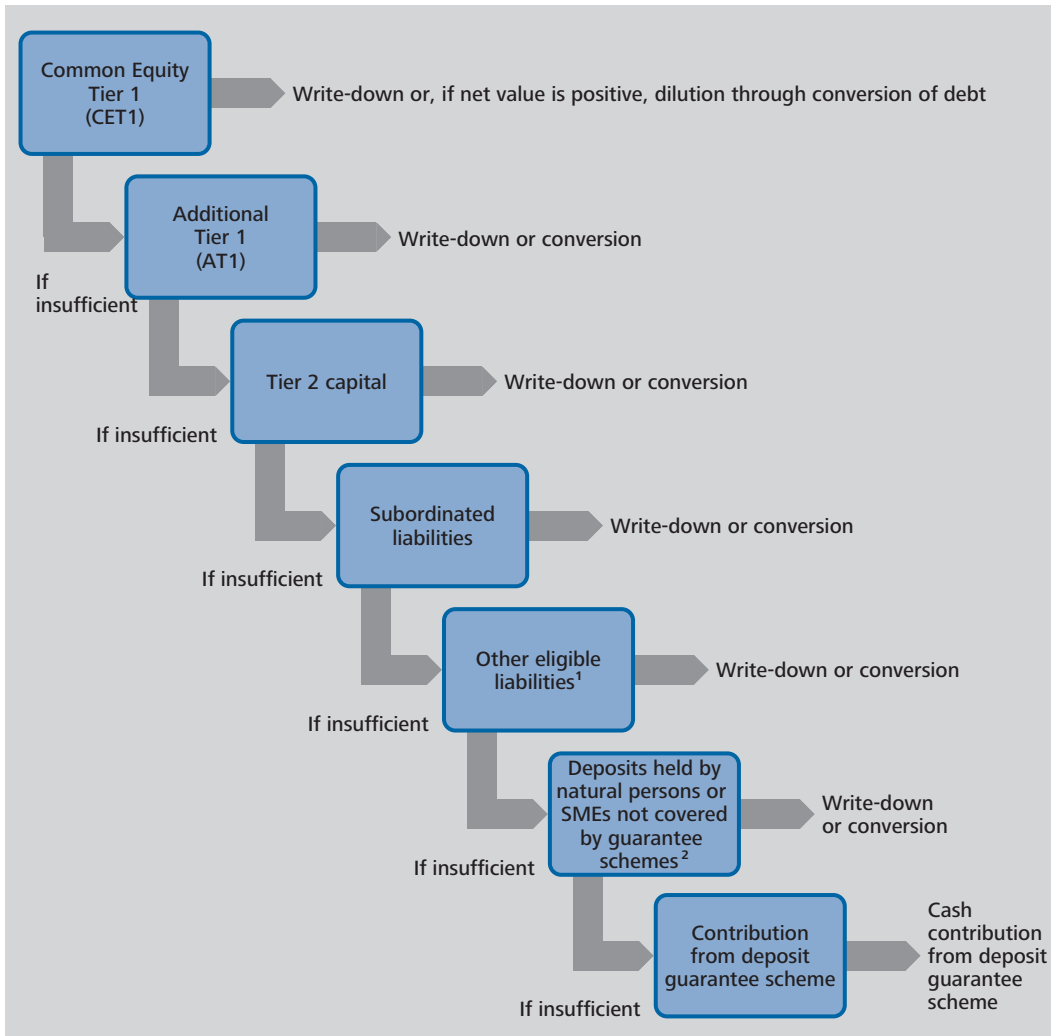 Common Equity
Tier 1
(CET1)
Write-down or, if net value is positive, dilution through conversion of debt
Additional
Tier 1
(AT1)
Write-down or conversion
If
insufficient
Tier 2 capital
Write-down or conversion
If insufficient
Subordinated
liabilities
Write-down or conversion
If insufficient
Other eligible
liabilities¹
Write-down or conversion
If insufficient
Deposits held by
natural persons or
SMEs not covered
by guarantee
schemes²
Write-down
or conversion
If insufficient
Contribution
from deposit
guarantee scheme
Cash
contribution
from deposit
guarantee
scheme
If insufficient